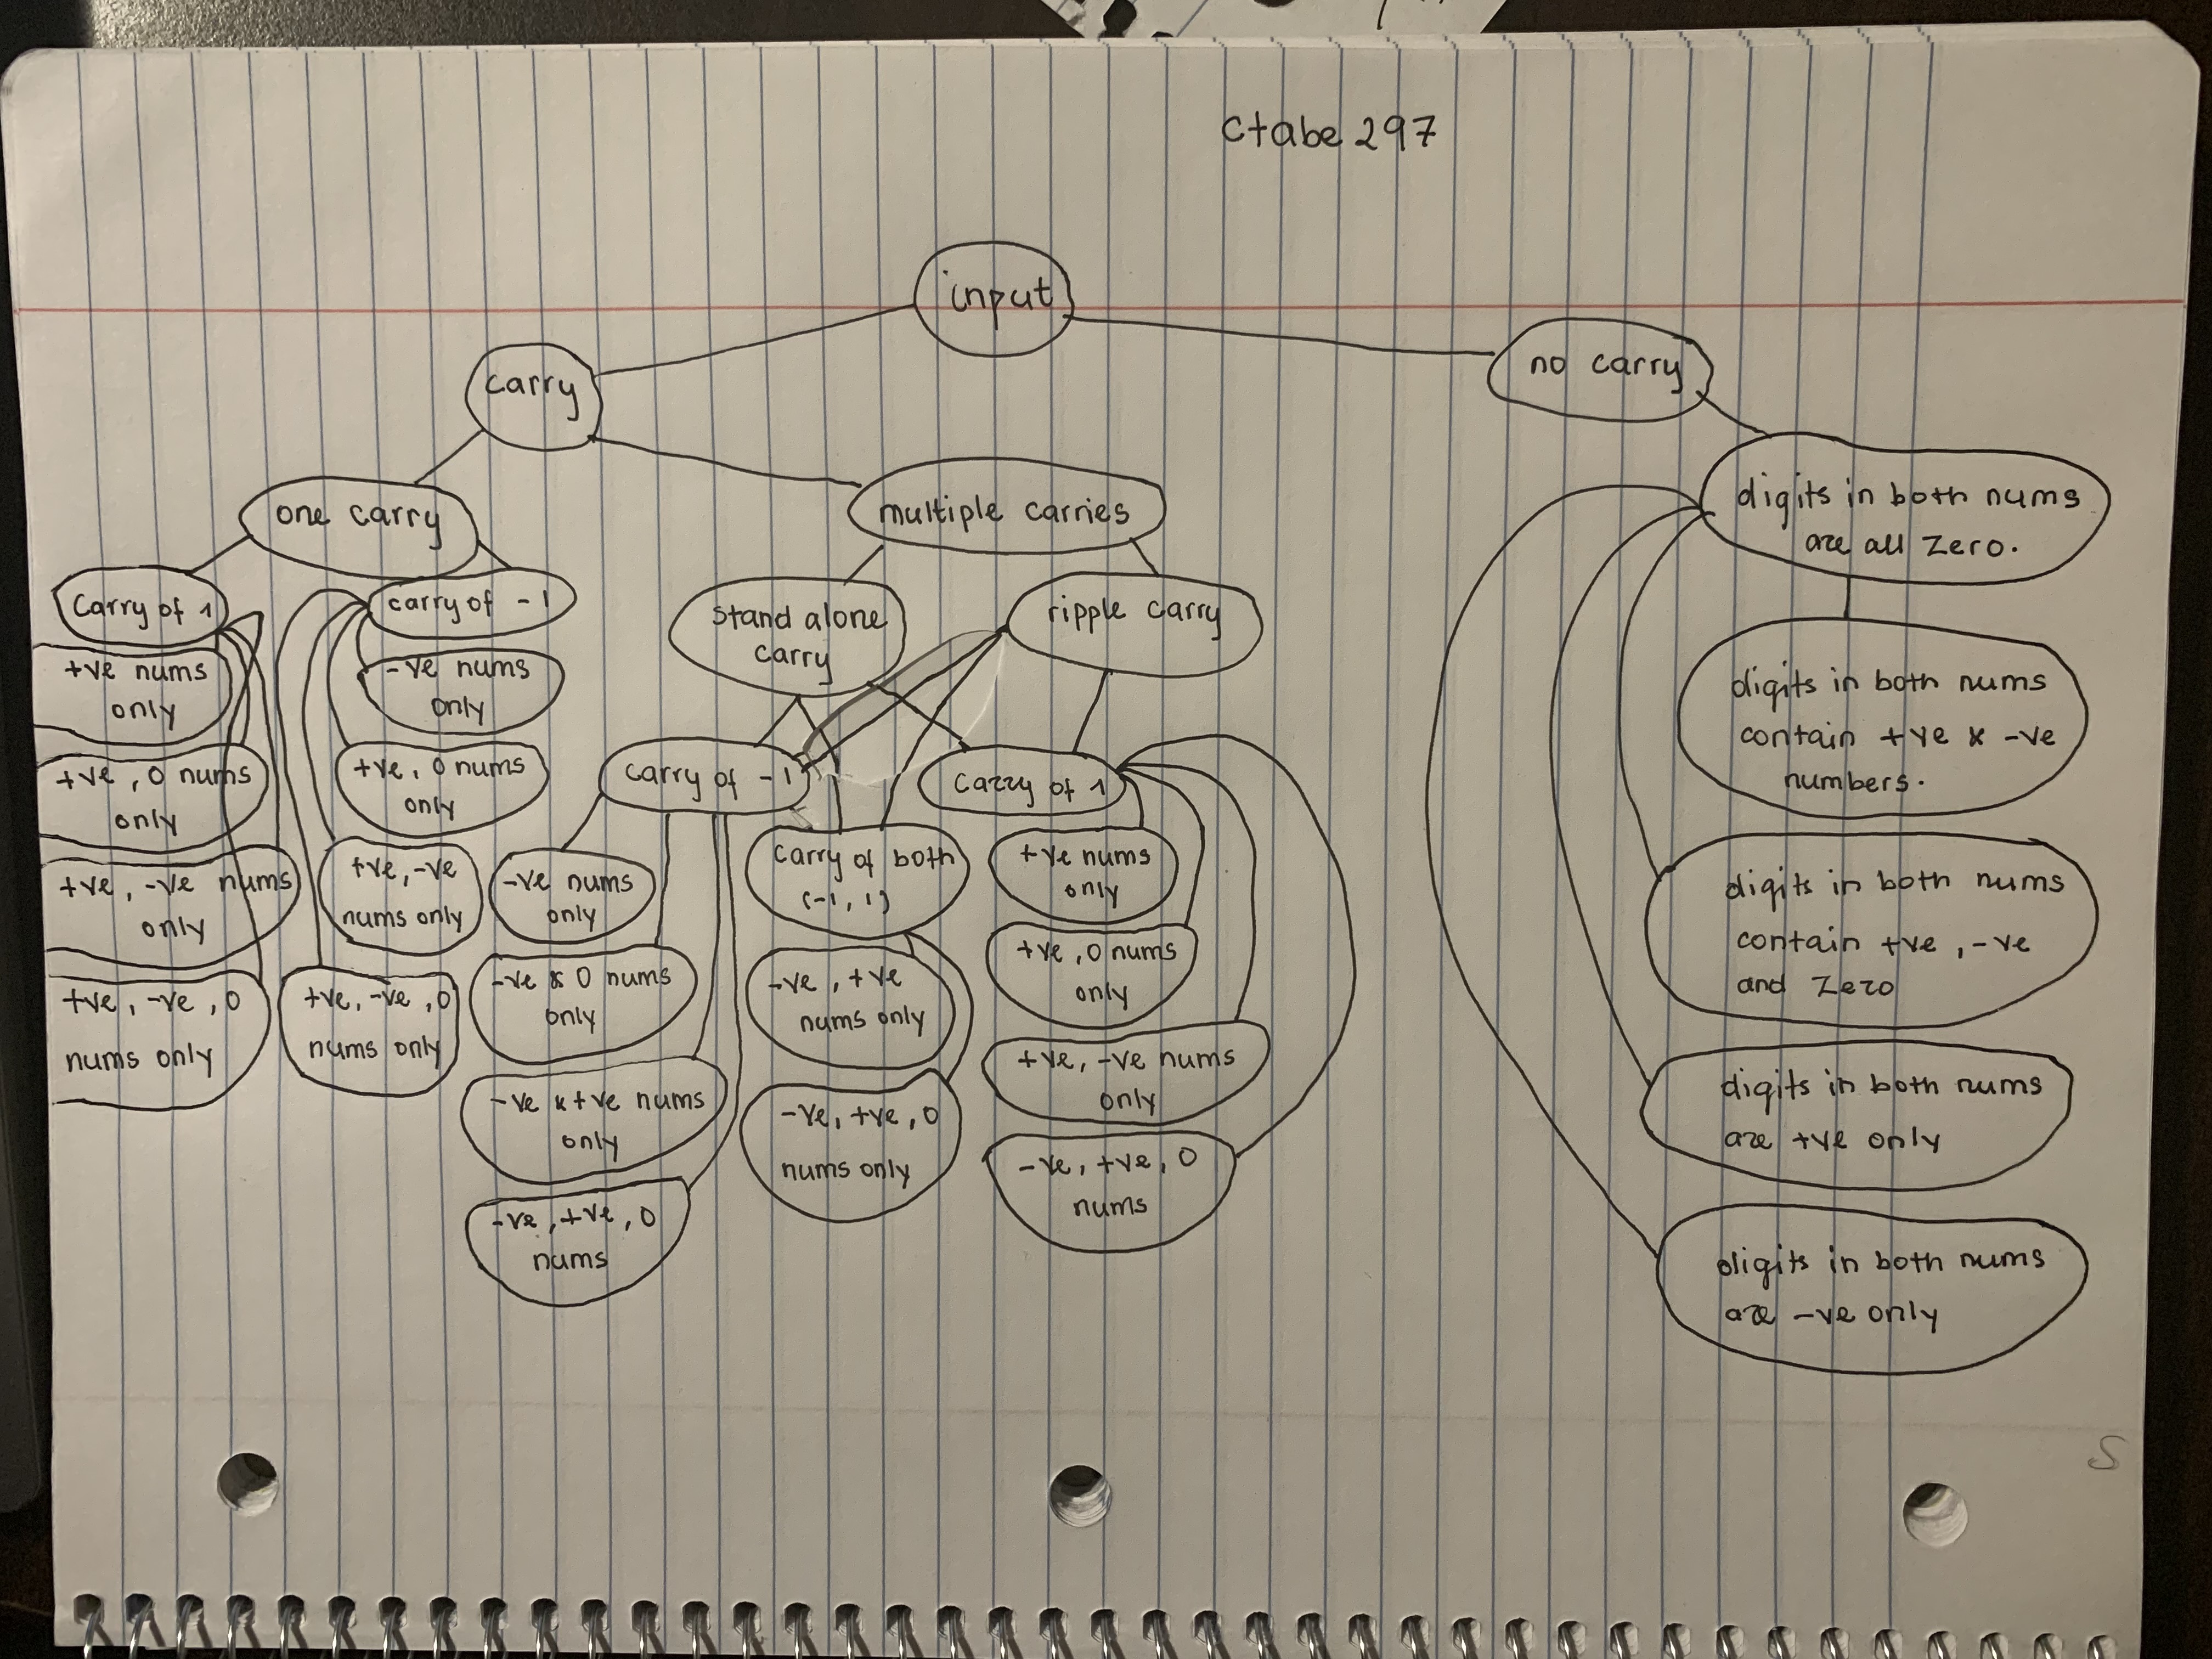 ctabe 297
input
carry
no carry
one carry
multiple carries
digits in both nums
are all zero.
Carry of 1
carry of -1
stand alone
carry
ripple carry
+ve nums
only
-ve nums
only
digits in both nums
contain +ve & -ve
numbers.
+ve, 0 nums
only
+ve, 0 nums
only
carry of -1
carry of 1
+ve, -ve nums
only
+ve, -ve
nums only
-ve nums
only
carry of both
(-1, 1)
+ve nums
only
digits in both nums
contain +ve, -ve
and Zero
+ve, -ve, 0
nums only
+ve, -ve, 0
nums only
-ve & 0 nums
only
-ve, +ve
nums only
+ve, 0 nums
only
-ve & +ve nums
only
-ve, +ve, 0
nums only
+ve, -ve nums
only
digits in both nums
are +ve only
-ve, +ve, 0
nums
-ve, +ve, 0
nums
digits in both nums
are -ve only
S